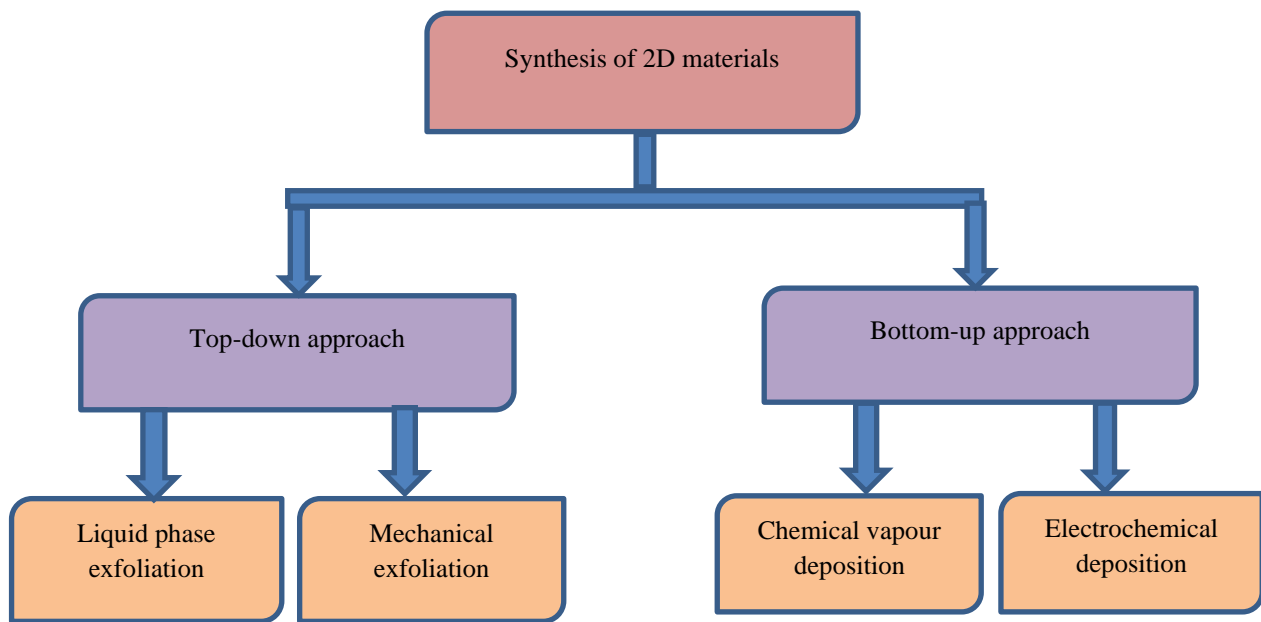 Synthesis of 2D materials
Top-down approach
Bottom-up approach
Liquid phase
exfoliation
Mechanical
exfoliation
Chemical vapour
deposition
Electrochemical
deposition